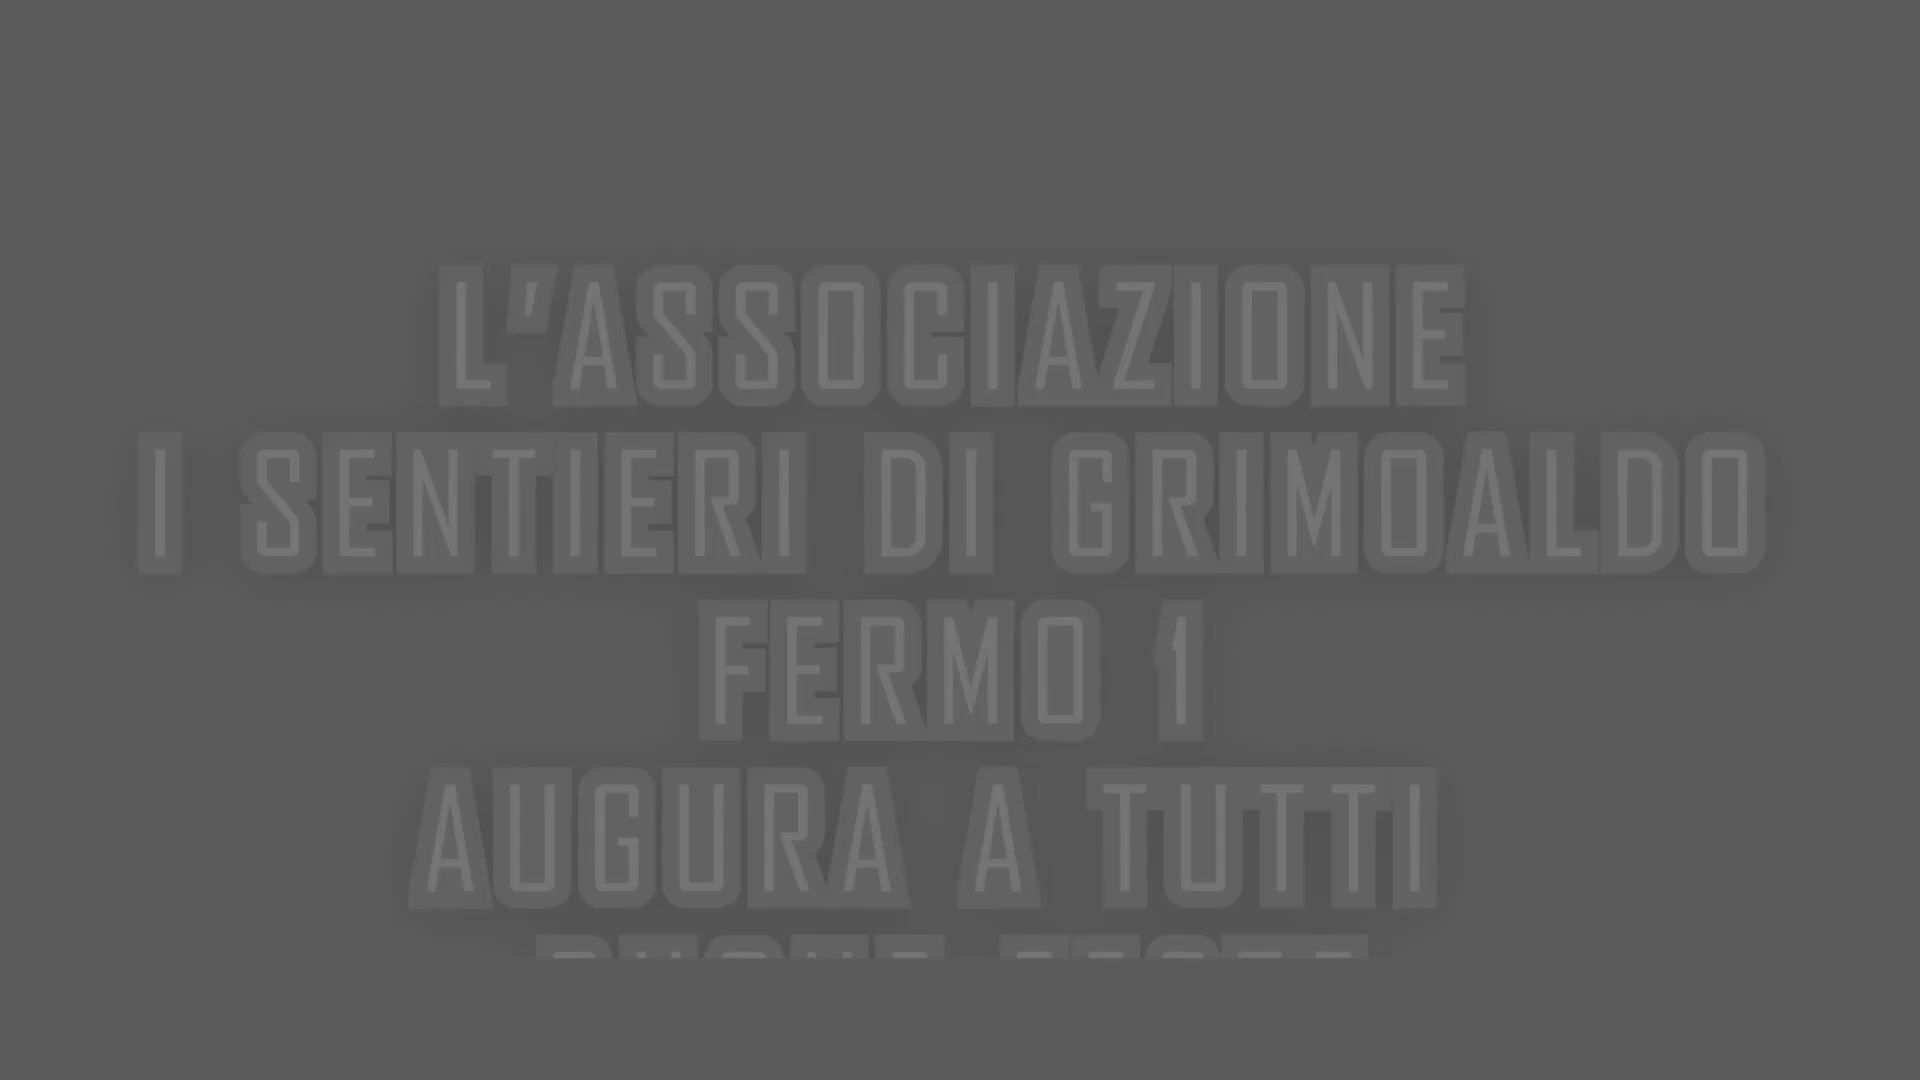 L'ASSOCIAZIONE
I SENTIERI DI GRIMOALDO
FERMO 1
AUGURA A TUTTI